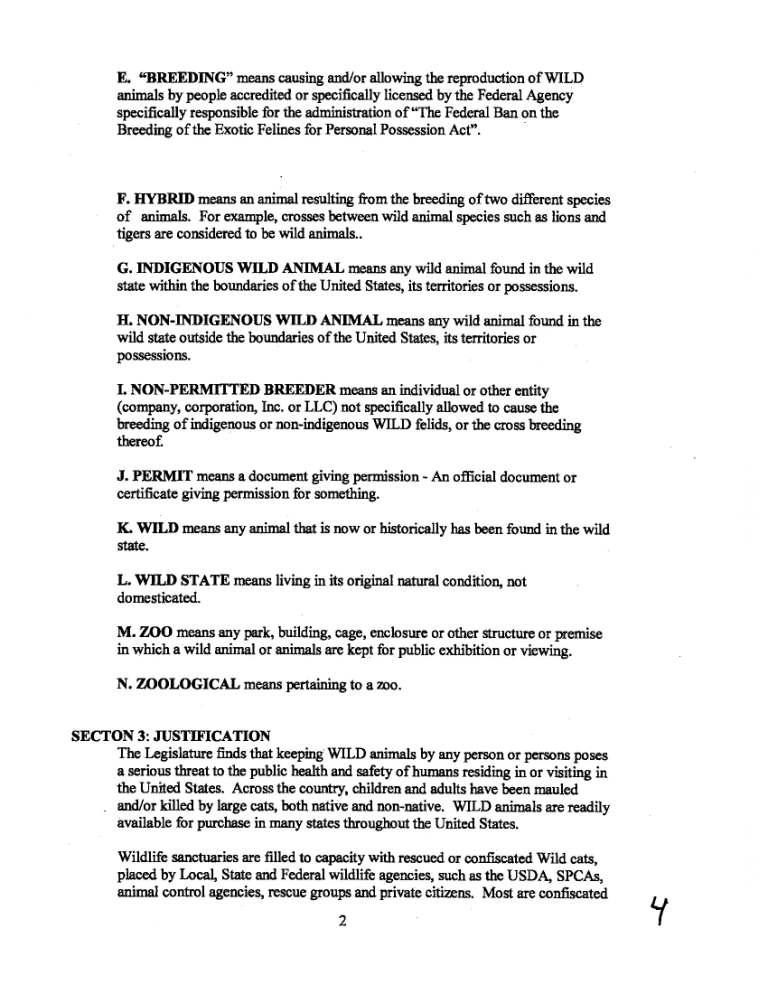 E. “BREEDING” means causing and/or allowing the reproduction of WILD
animals by people accredited or specifically licensed by the Federal Agency
specifically responsible for the administration of “The Federal Ban on the
Breeding of the Exotic Felines for Personal Possession Act”.
F. HYBRID means an animal resulting from the breeding of two different species
of animals. For example, crosses between wild animal species such as lions and
tigers are considered to be wild animals..
G. INDIGENOUS WILD ANIMAL means any wild animal found in the wild
state within the boundaries of the United States, its territories or possessions.
H. NON-INDIGENOUS WILD ANIMAL means any wild animal found in the
wild state outside the boundaries of the United States, its territories or
possessions.
I. NON-PERMITTED BREEDER means an individual or other entity
(company, corporation, Inc. or LLC) not specifically allowed to cause the
breeding of indigenous or non-indigenous WILD felids, or the cross breeding
thereof.
J. PERMIT means a document giving permission - An official document or
certificate giving permission for something.
K. WILD means any animal that is now or historically has been found in the wild
state.
L. WILD STATE means living in its original natural condition, not
domesticated.
M. ZOO means any park, building, cage, enclosure or other structure or premise
in which a wild animal or animals are kept for public exhibition or viewing.
N. ZOOLOGICAL means pertaining to a zoo.
SECTON 3: JUSTIFICATION
The Legislature finds that keeping WILD animals by any person or persons poses
a serious threat to the public health and safety of humans residing in or visiting in
the United States. Across the country, children and adults have been mauled
and/or killed by large cats, both native and non-native. WILD animals are readily
available for purchase in many states throughout the United States.
Wildlife sanctuaries are filled to capacity with rescued or confiscated Wild cats,
placed by Local, State and Federal wildlife agencies, such as the USDA, SPCAs,
animal control agencies, rescue groups and private citizens. Most are confiscated
2
4